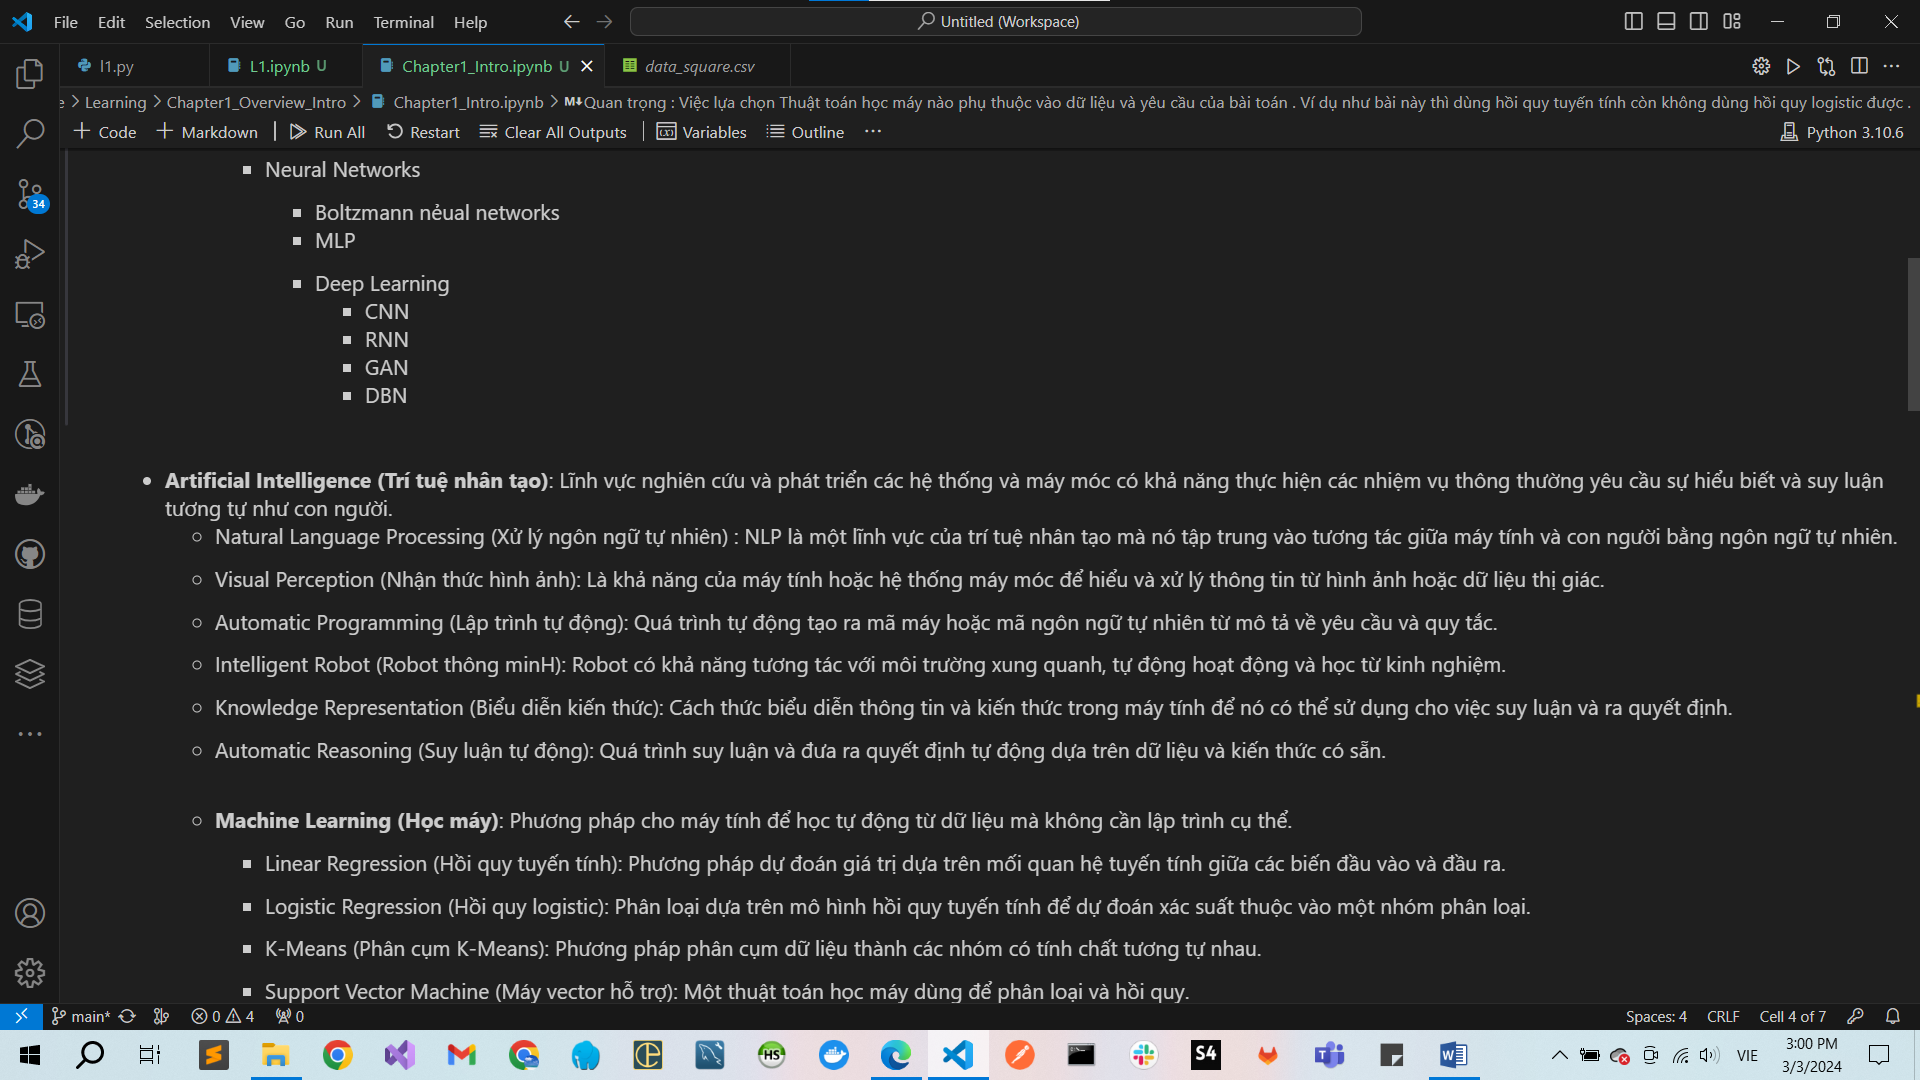 File Edit Selection View Go Run Terminal Help Untitled (Workspace)
l1.py L1.ipynb U Chapter1_Intro.ipynb U data_square.csv
e > Learning > Chapter1_Overview_Intro > Chapter1_Intro.ipynb > M↓Quan trọng : Việc lựa chọn Thuật toán học máy nào phụ thuộc vào dữ liệu và yêu cầu của bài toán . Ví dụ như bài này thì dùng hồi quy tuyến tính còn không dùng hồi quy logistic được .
+ Code + Markdown Run All Restart Clear All Outputs Variables Outline ... Python 3.10.6
Neural Networks
Boltzmann nẻual networks
MLP
Deep Learning
CNN
RNN
GAN
DBN
Artificial Intelligence (Trí tuệ nhân tạo): Lĩnh vực nghiên cứu và phát triển các hệ thống và máy móc có khả năng thực hiện các nhiệm vụ thông thường yêu cầu sự hiểu biết và suy luận
tương tự như con người.
Natural Language Processing (Xử lý ngôn ngữ tự nhiên) : NLP là một lĩnh vực của trí tuệ nhân tạo mà nó tập trung vào tương tác giữa máy tính và con người bằng ngôn ngữ tự nhiên.
Visual Perception (Nhận thức hình ảnh): Là khả năng của máy tính hoặc hệ thống máy móc để hiểu và xử lý thông tin từ hình ảnh hoặc dữ liệu thị giác.
Automatic Programming (Lập trình tự động): Quá trình tự động tạo ra mã máy hoặc mã ngôn ngữ tự nhiên từ mô tả về yêu cầu và quy tắc.
Intelligent Robot (Robot thông minH): Robot có khả năng tương tác với môi trường xung quanh, tự động hoạt động và học từ kinh nghiệm.
Knowledge Representation (Biểu diễn kiến thức): Cách thức biểu diễn thông tin và kiến thức trong máy tính để nó có thể sử dụng cho việc suy luận và ra quyết định.
Automatic Reasoning (Suy luận tự động): Quá trình suy luận và đưa ra quyết định tự động dựa trên dữ liệu và kiến thức có sẵn.
Machine Learning (Học máy): Phương pháp cho máy tính để học tự động từ dữ liệu mà không cần lập trình cụ thể.
Linear Regression (Hồi quy tuyến tính): Phương pháp dự đoán giá trị dựa trên mối quan hệ tuyến tính giữa các biến đầu vào và đầu ra.
Logistic Regression (Hồi quy logistic): Phân loại dựa trên mô hình hồi quy tuyến tính để dự đoán xác suất thuộc vào một nhóm phân loại.
K-Means (Phân cụm K-Means): Phương pháp phân cụm dữ liệu thành các nhóm có tính chất tương tự nhau.
Support Vector Machine (Máy vector hỗ trợ): Một thuật toán học máy dùng để phân loại và hồi quy.
34
main* 0 4 0 Spaces: 4 CRLF Cell 4 of 7
HS S4 VIE 3:00 PM
3/3/2024